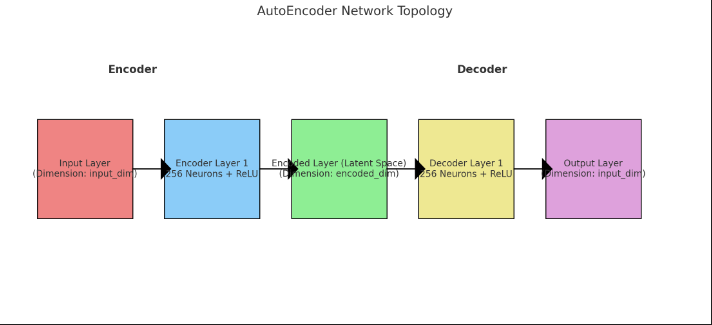 AutoEncoder Network Topology
Encoder
Decoder
Input Layer
(Dimension: input_dim)
Encoder Layer 1
256 Neurons + ReLU
Encoded Layer (Latent Space)
(Dimension: encoded_dim)
Decoder Layer 1
256 Neurons + ReLU
Output Layer
(Dimension: input_dim)